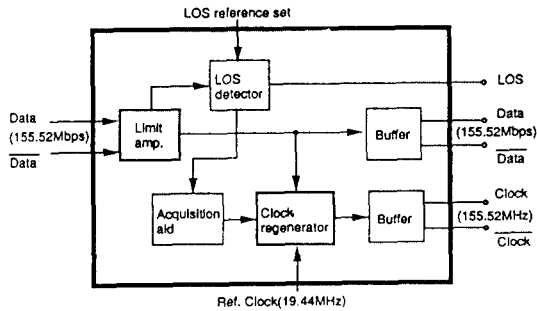 LOS reference set
LOS
detector
LOS
Data
(155.52Mbps)
Data
Limit
amp.
Buffer
Data
(155.52Mbps)
Data
Acquisition
aid
Clock
regenerator
Buffer
Clock
(155.52MHz)
Clock
Ref. Clock(19.44MHz)